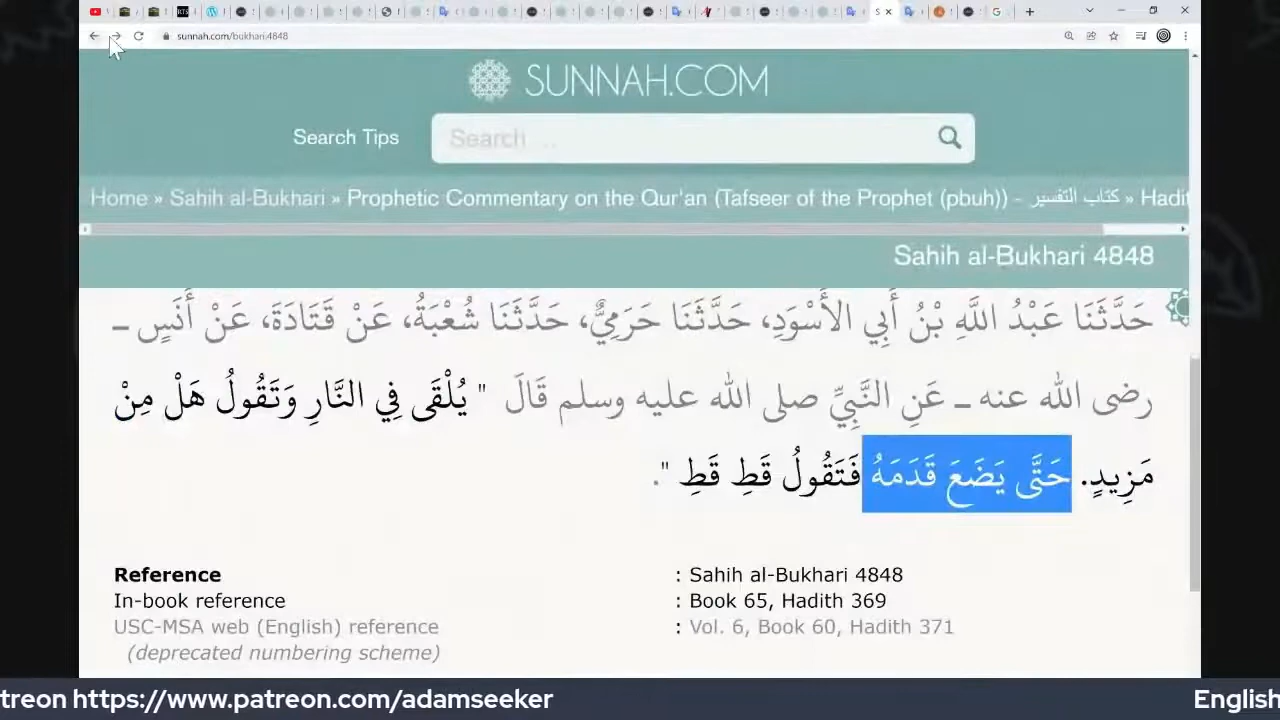 sunnah.com/bukhari:4848
SUNNAH.COM
Search Tips
Search ...
Home » Sahih al-Bukhari » Prophetic Commentary on the Qur'an (Tafseer of the Prophet (pbuh)) - كتاب التفسير » Hadit
Sahih al-Bukhari 4848
حَدَّثَنَا عَبْدُ اللَّهِ بْنُ أَبِي الأَسْوَدِ، حَدَّثَنَا حَرَمِيٌّ، حَدَّثَنَا شُعْبَةُ، عَنْ قَتَادَةَ، عَنْ أَنَسٍ ـ
رضى الله عنه ـ عَنِ النَّبِيِّ صلى الله عليه وسلم قَالَ " يُلْقَى فِي النَّارِ وَتَقُولُ هَلْ مِنْ
مَزِيدٍ. حَتَّى يَضَعَ قَدَمَهُ فَتَقُولُ قَطِ قَطِ ".
Reference : Sahih al-Bukhari 4848
In-book reference : Book 65, Hadith 369
USC-MSA web (English) reference : Vol. 6, Book 60, Hadith 371
(deprecated numbering scheme)
treon https://www.patreon.com/adamseeker English